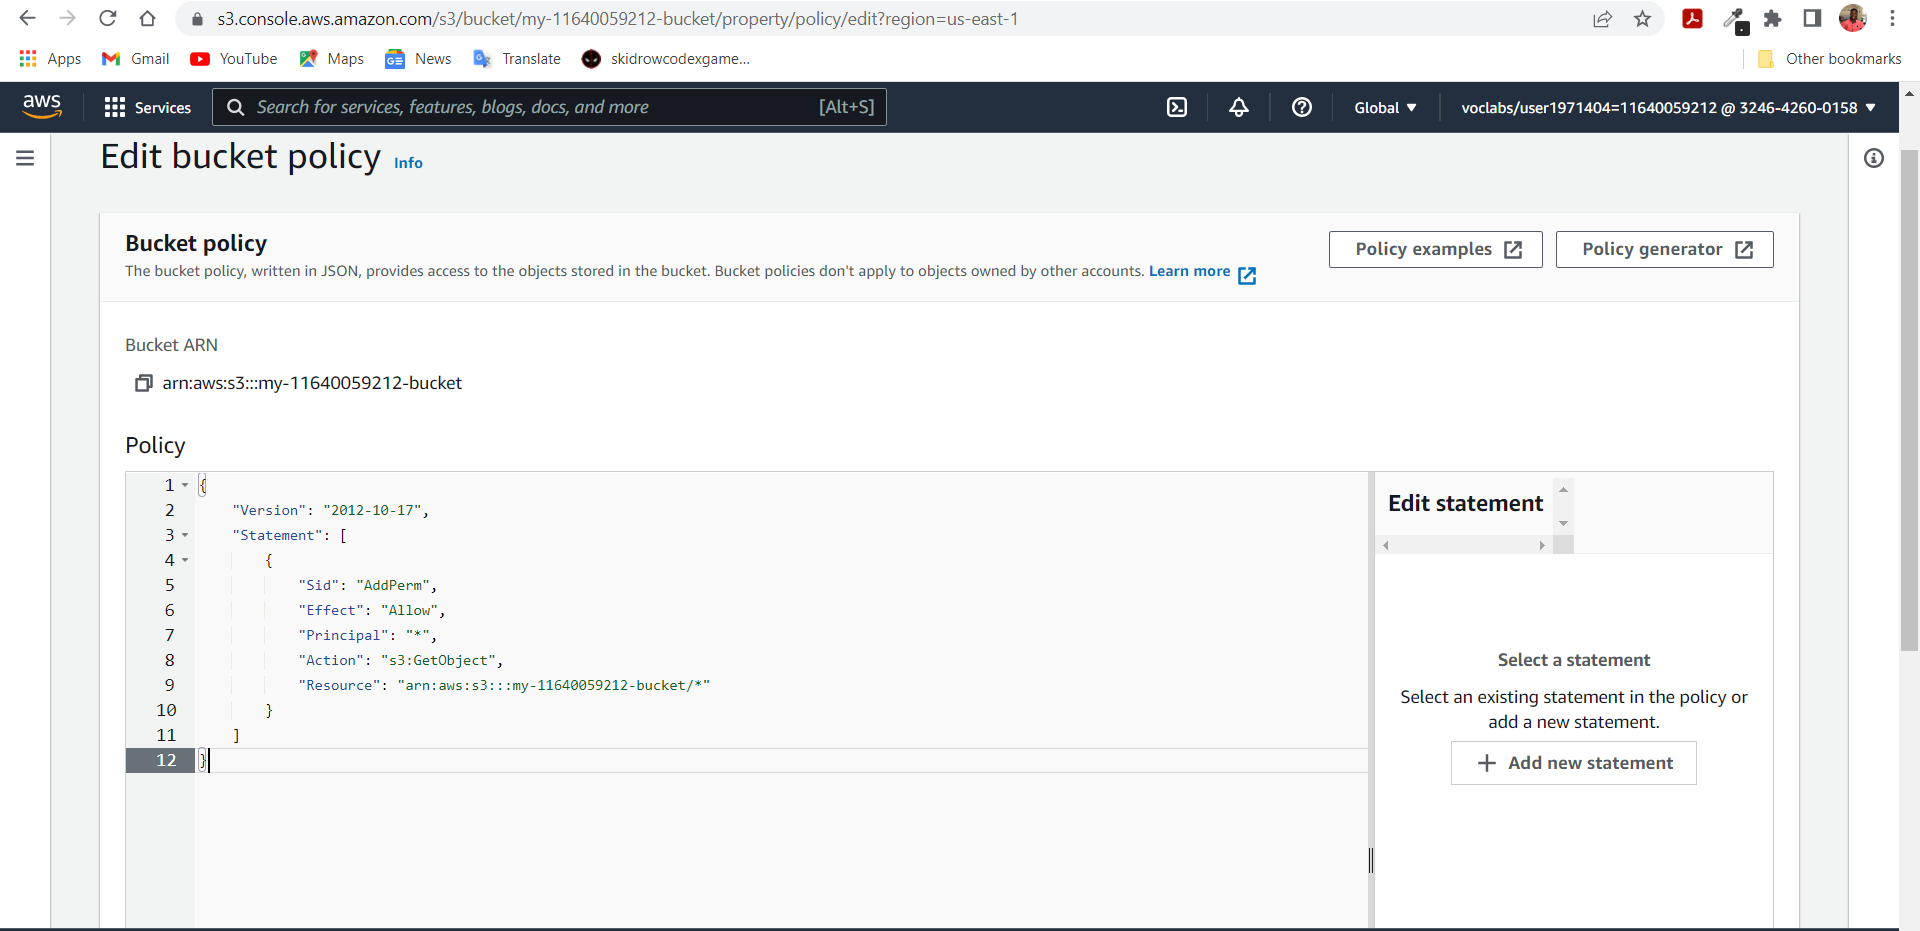 s3.console.aws.amazon.com/s3/bucket/my-11640059212-bucket/property/policy/edit?region=us-east-1
Apps Gmail YouTube Maps News Translate skidrowcodexgame... Other bookmarks
aws Services Search for services, features, blogs, docs, and more [Alt+S] Global voclabs/user1971404=11640059212 @ 3246-4260-0158
Edit bucket policy Info
Bucket policy
The bucket policy, written in JSON, provides access to the objects stored in the bucket. Bucket policies don't apply to objects owned by other accounts. Learn more
Policy examples
Policy generator
Bucket ARN
arn:aws:s3:::my-11640059212-bucket
Policy
1 {
2 "Version": "2012-10-17",
3 "Statement": [
4 {
5 "Sid": "AddPerm",
6 "Effect": "Allow",
7 "Principal": "*",
8 "Action": "s3:GetObject",
9 "Resource": "arn:aws:s3:::my-11640059212-bucket/*"
10 }
11 ]
12 }
Edit statement
Select a statement
Select an existing statement in the policy or
add a new statement.
Add new statement